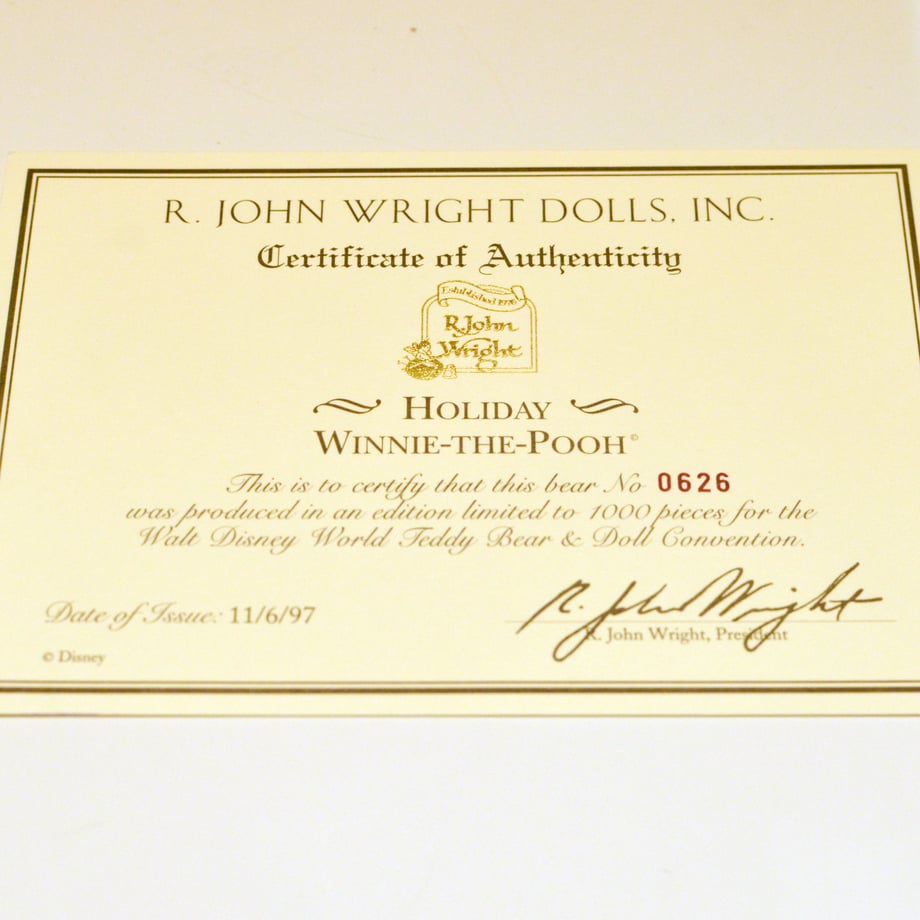 R. JOHN WRIGHT DOLLS, INC.
Certificate of Authenticity
Established 1976
R. John
Wright
HOLIDAY
WINNIE-THE-POOH©
This is to certify that this bear No 0626
was produced in an edition limited to 1000 pieces for the
Walt Disney World Teddy Bear & Doll Convention.
R. John Wright
Date of Issue: 11/6/97
R. John Wright, President
© Disney